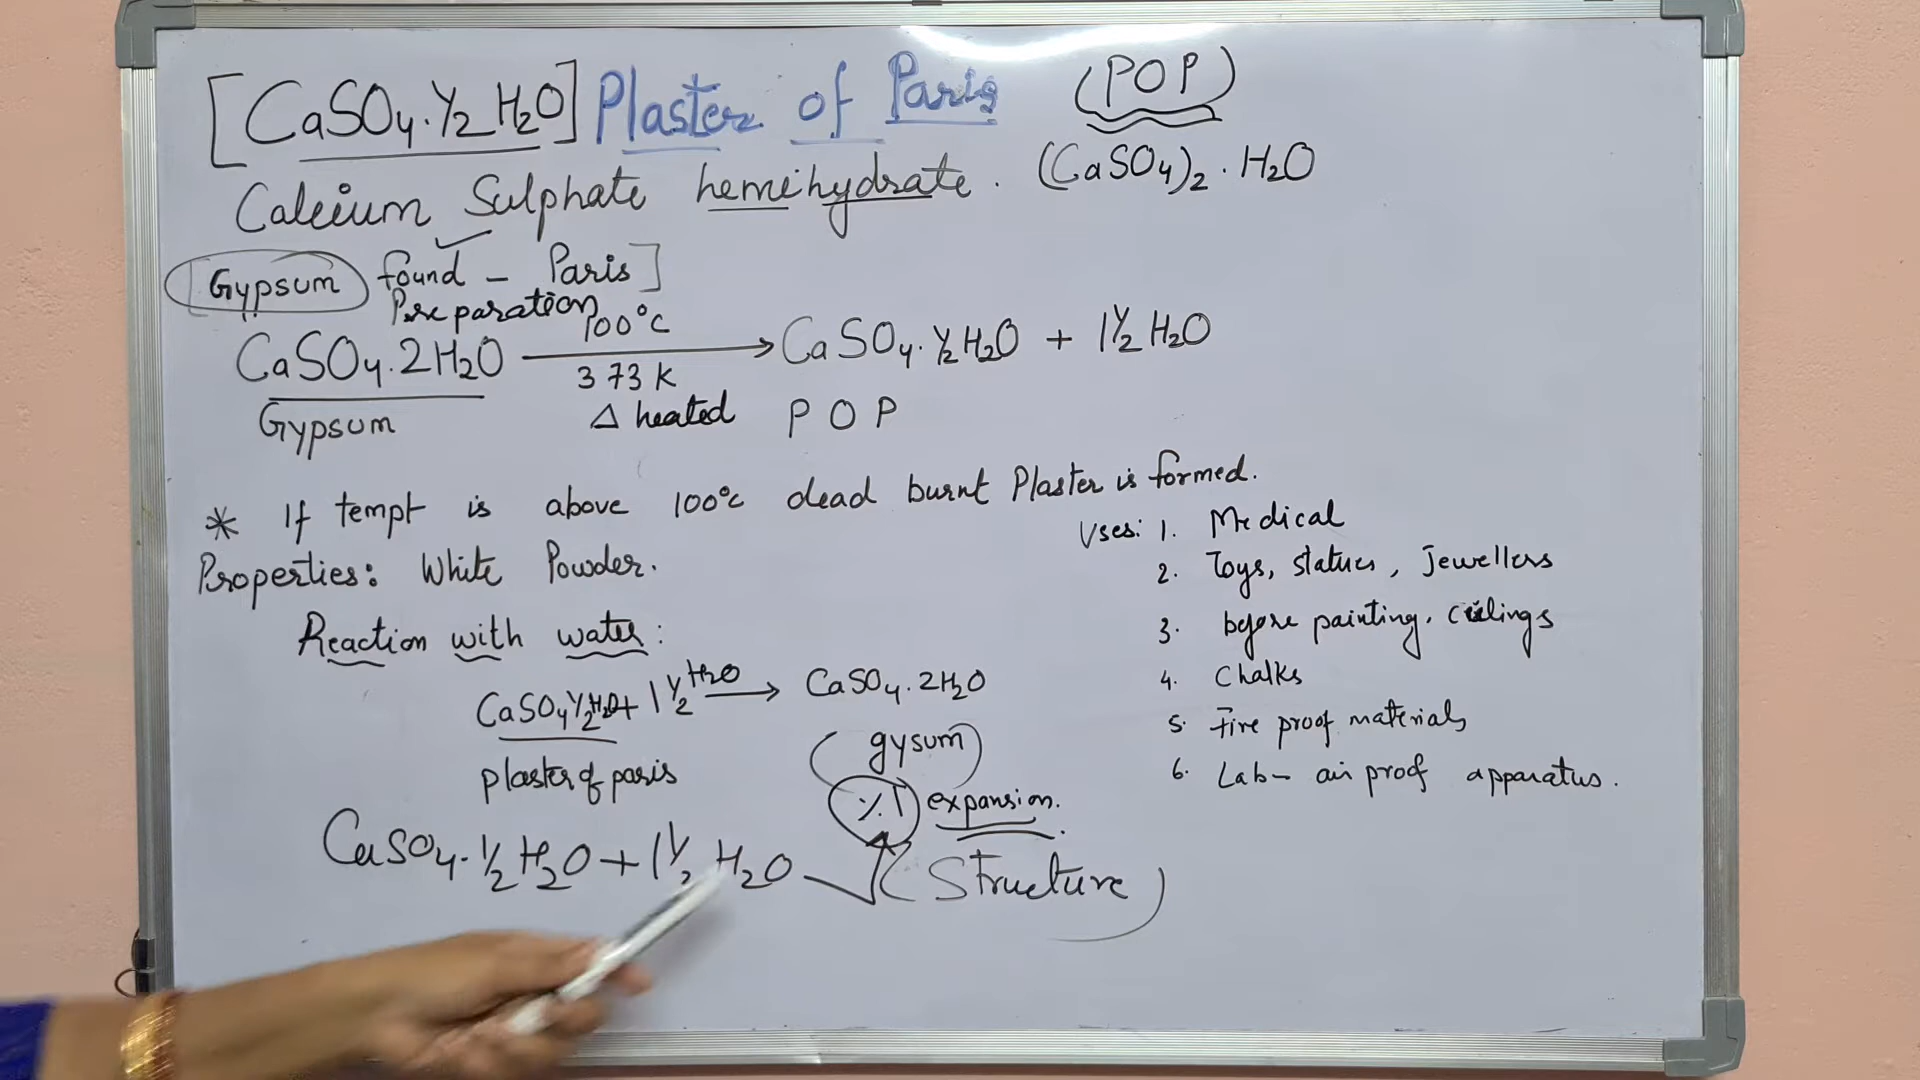 [CaSO₄.½H₂O] Plaster of Paris (POP)
Calcium Sulphate hemihydrate. (CaSO₄)₂.H₂O
Gypsum found - Paris]
Preparation
CaSO₄.2H₂O 100°C → CaSO₄.½H₂O + 1½H₂O
373K
Gypsum Δ heated POP
* If tempt is above 100°C dead burnt Plaster is formed.
Properties: White Powder.
Reaction with water:
CaSO₄½H₂O + 1½H₂O → CaSO₄.2H₂O
plaster of paris (gysum)
%1 expansion.
CaSO₄.½H₂O + 1½H₂O (Structure)
Uses: 1. Medical
2. Toys, statues, Jewellers
3. before painting. ceilings
4. Chalks
5. Fire proof materials
6. Lab- air proof apparatus.